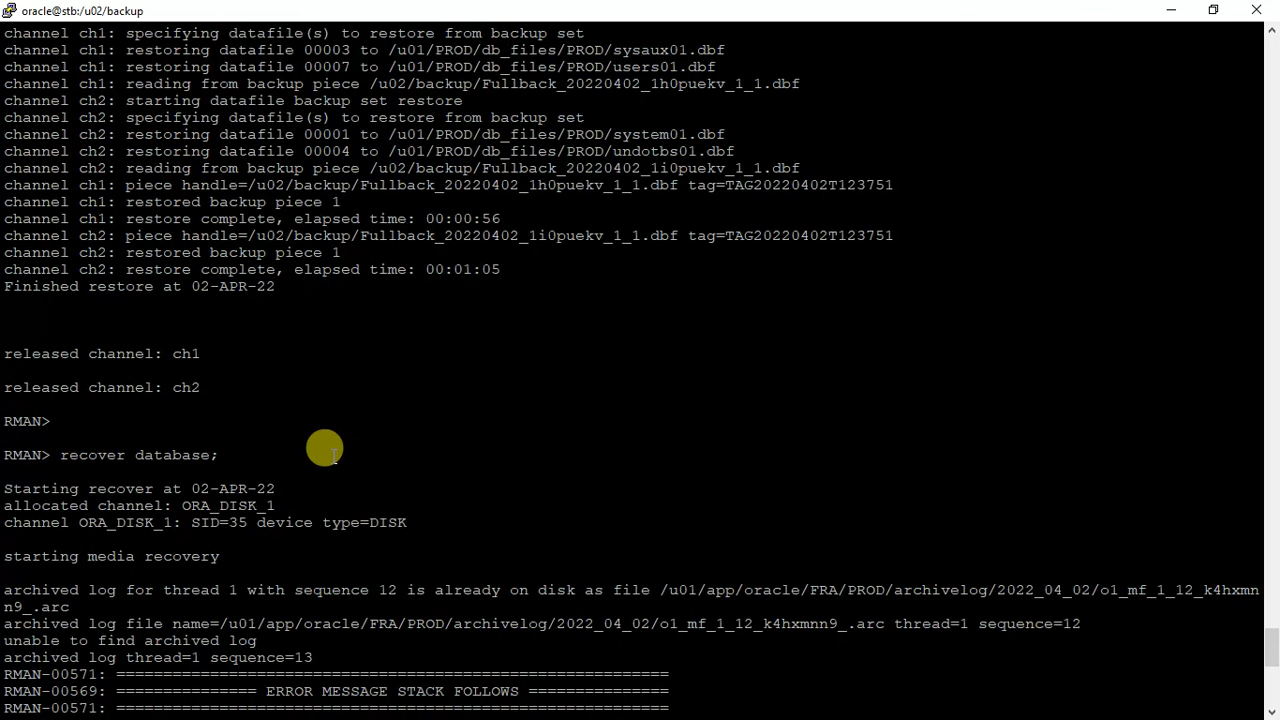 oracle@stb:/u02/backup
channel ch1: specifying datafile(s) to restore from backup set
channel ch1: restoring datafile 00003 to /u01/PROD/db_files/PROD/sysaux01.dbf
channel ch1: restoring datafile 00007 to /u01/PROD/db_files/PROD/users01.dbf
channel ch1: reading from backup piece /u02/backup/Fullback_20220402_1h0puekv_1_1.dbf
channel ch2: starting datafile backup set restore
channel ch2: specifying datafile(s) to restore from backup set
channel ch2: restoring datafile 00001 to /u01/PROD/db_files/PROD/system01.dbf
channel ch2: restoring datafile 00004 to /u01/PROD/db_files/PROD/undotbs01.dbf
channel ch2: reading from backup piece /u02/backup/Fullback_20220402_1i0puekv_1_1.dbf
channel ch1: piece handle=/u02/backup/Fullback_20220402_1h0puekv_1_1.dbf tag=TAG20220402T123751
channel ch1: restored backup piece 1
channel ch1: restore complete, elapsed time: 00:00:56
channel ch2: piece handle=/u02/backup/Fullback_20220402_1i0puekv_1_1.dbf tag=TAG20220402T123751
channel ch2: restored backup piece 1
channel ch2: restore complete, elapsed time: 00:01:05
Finished restore at 02-APR-22
released channel: ch1
released channel: ch2
RMAN>
RMAN> recover database;
Starting recover at 02-APR-22
allocated channel: ORA_DISK_1
channel ORA_DISK_1: SID=35 device type=DISK
starting media recovery
archived log for thread 1 with sequence 12 is already on disk as file /u01/app/oracle/FRA/PROD/archivelog/2022_04_02/o1_mf_1_12_k4hxmn
n9_.arc
archived log file name=/u01/app/oracle/FRA/PROD/archivelog/2022_04_02/o1_mf_1_12_k4hxmnn9_.arc thread=1 sequence=12
unable to find archived log
archived log thread=1 sequence=13
RMAN-00571: ===========================================================
RMAN-00569: =============== ERROR MESSAGE STACK FOLLOWS ===============
RMAN-00571: ===========================================================